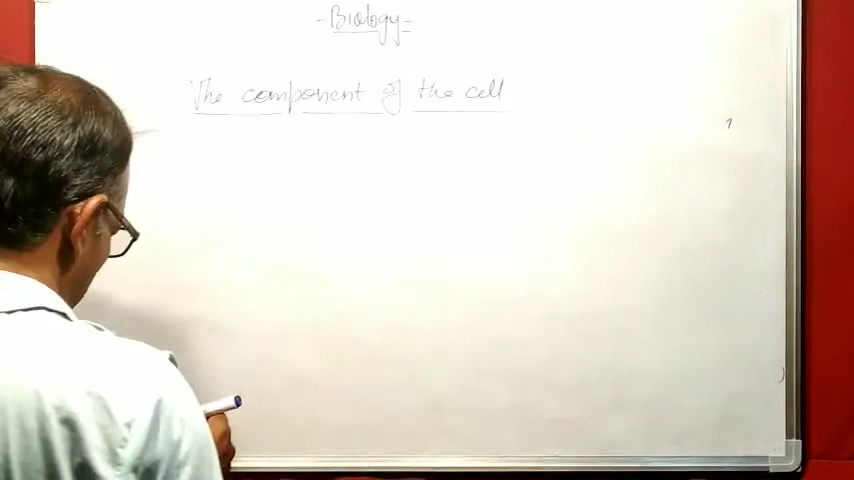 -Biology=
The component of the cell